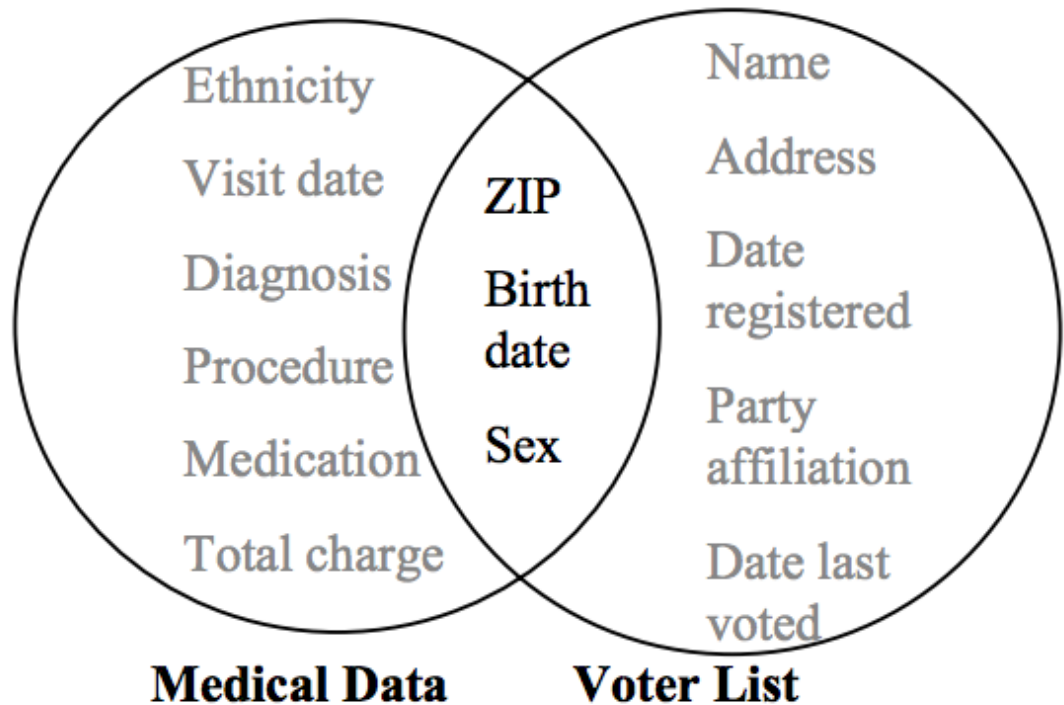 Ethnicity
Visit date
Diagnosis
Procedure
Medication
Total charge
ZIP
Birth
date
Sex
Name
Address
Date
registered
Party
affiliation
Date last
voted
Medical Data
Voter List